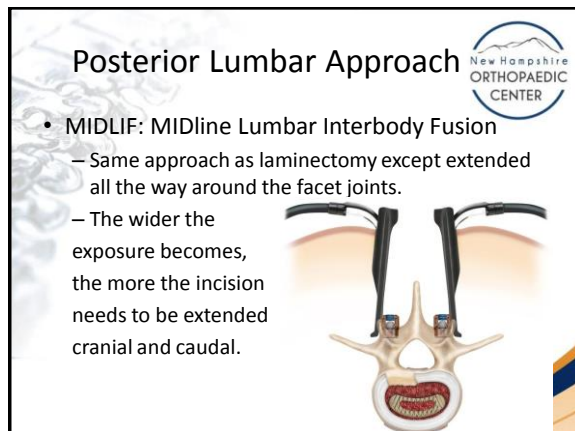 Posterior Lumbar Approach
New Hampshire
ORTHOPAEDIC
CENTER
• MIDLIF: MIDline Lumbar Interbody Fusion
– Same approach as laminectomy except extended
all the way around the facet joints.
– The wider the
exposure becomes,
the more the incision
needs to be extended
cranial and caudal.